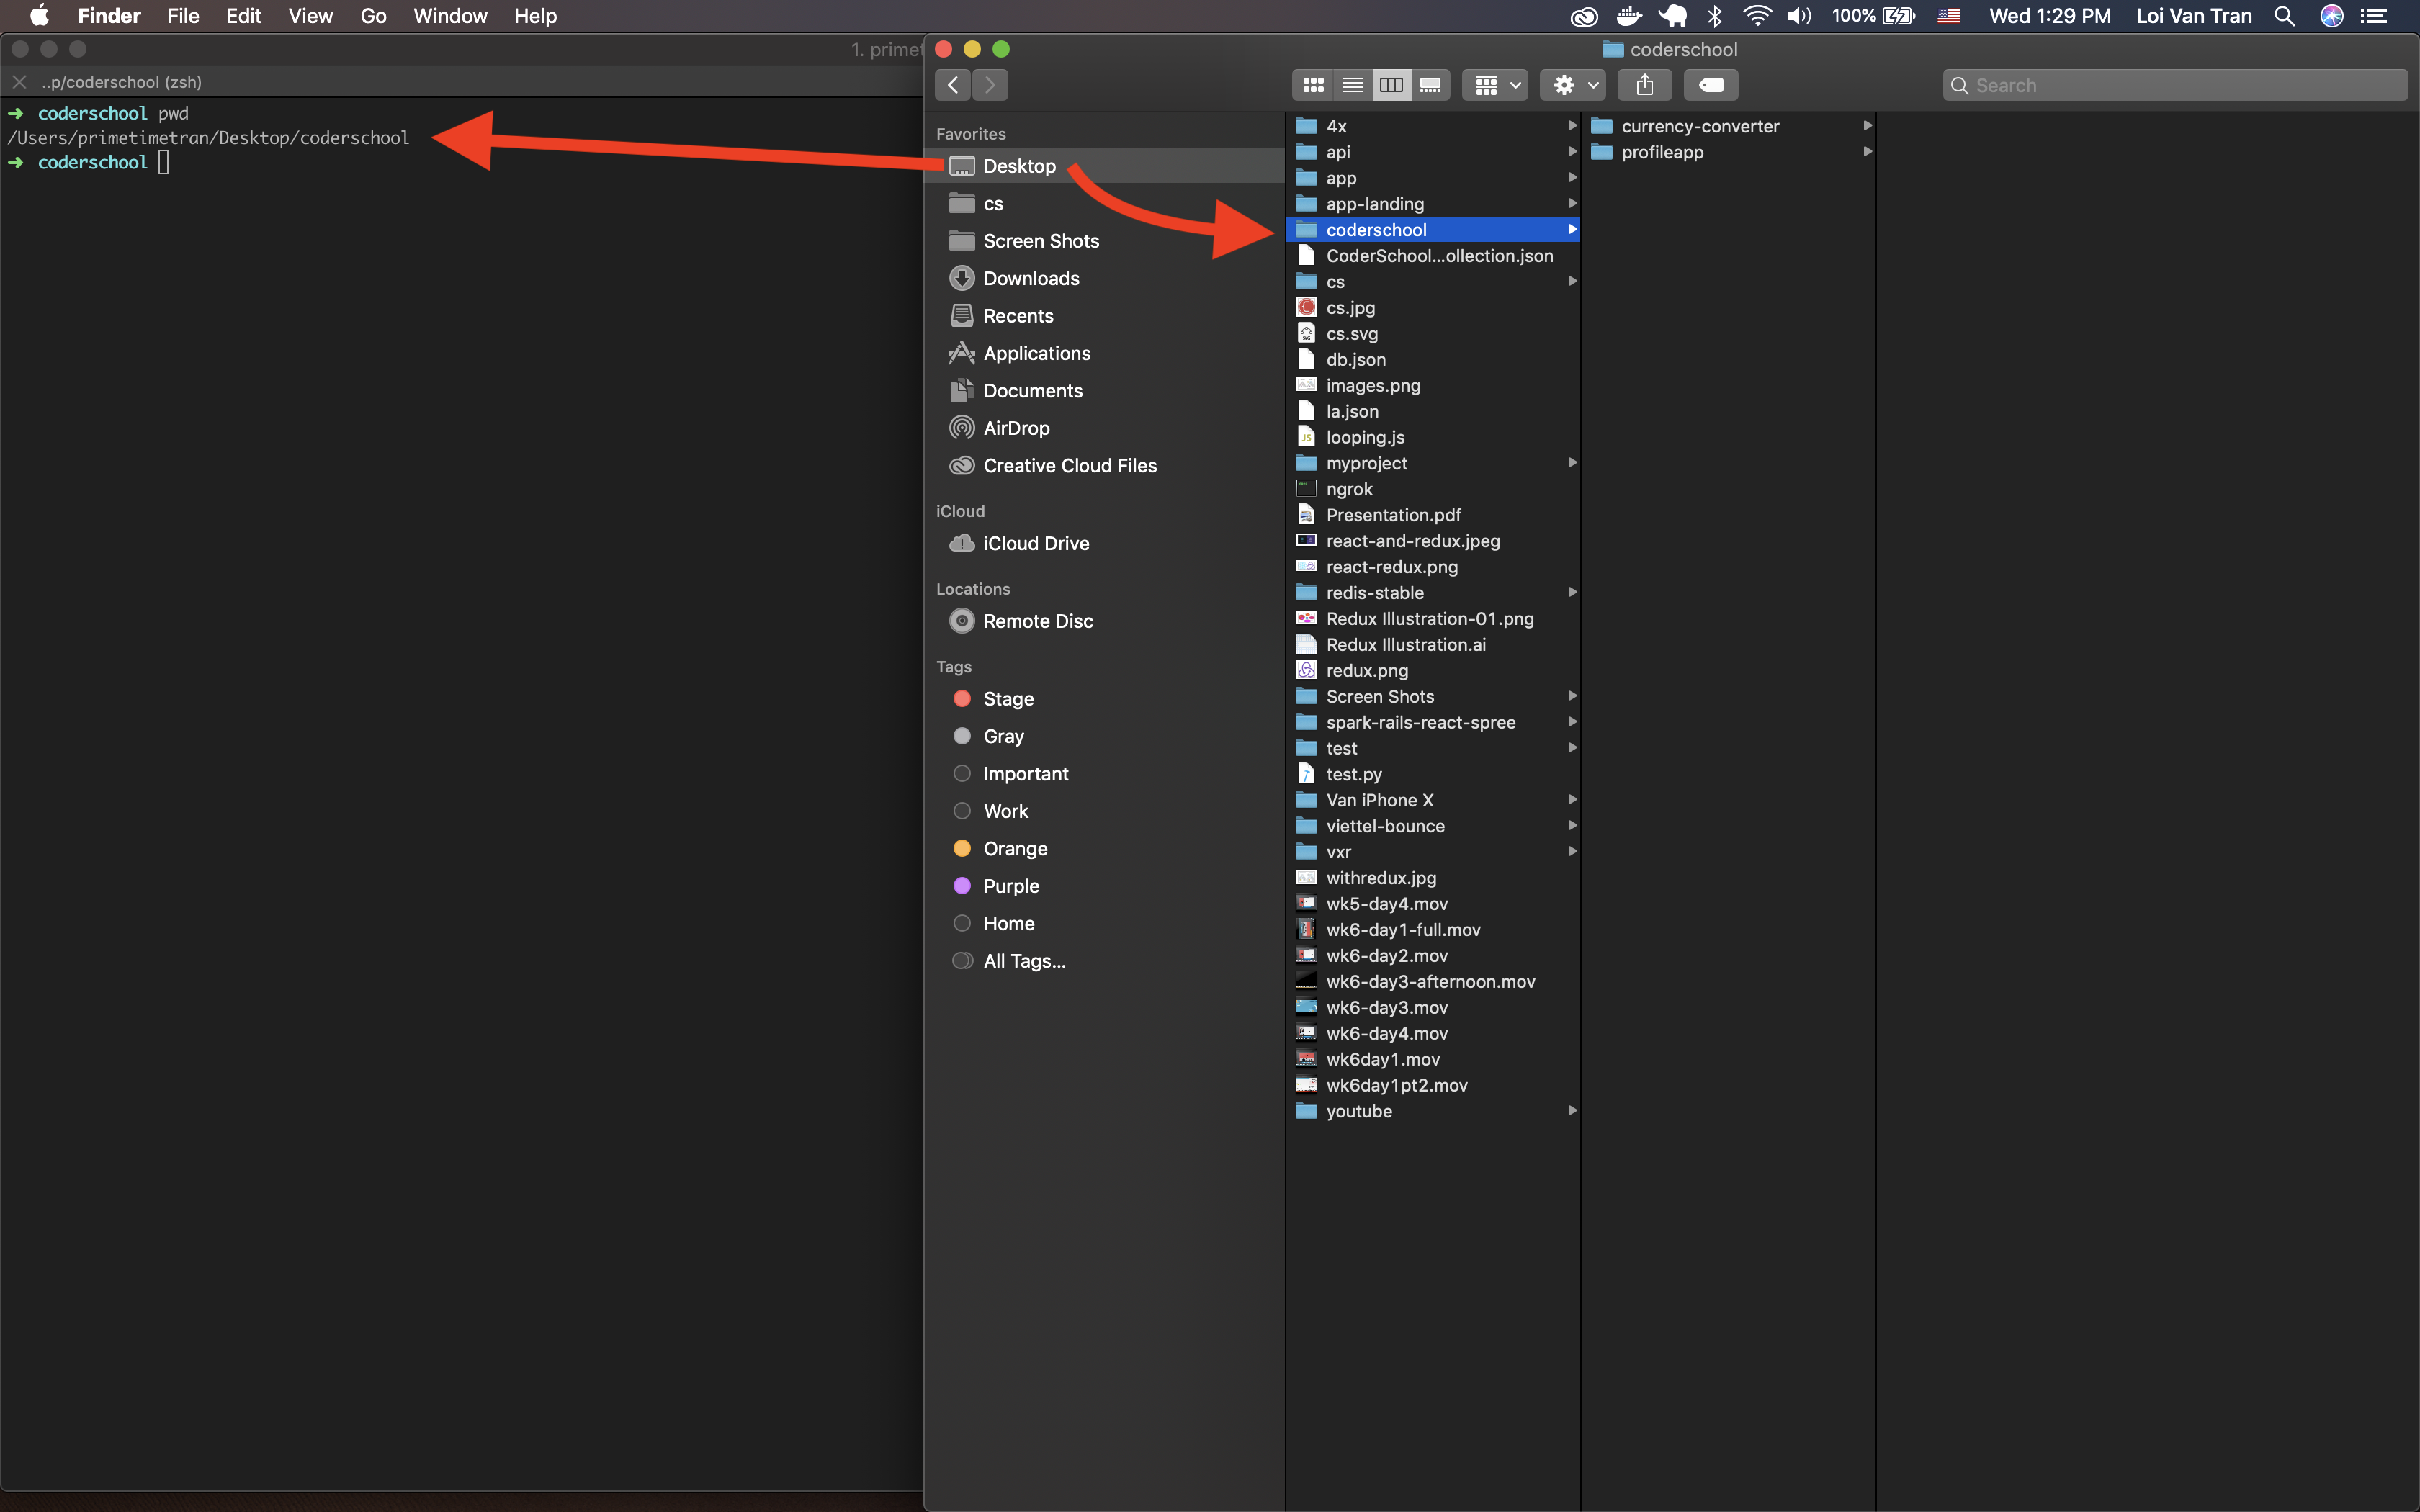 Finder File Edit View Go Window Help
100% Wed 1:29 PM Loi Van Tran
1. primet
..p/coderschool (zsh)
➜ coderschool pwd
/Users/primetimetran/Desktop/coderschool
➜ coderschool
coderschool
Search
Favorites
Desktop
cs
Screen Shots
Downloads
Recents
Applications
Documents
AirDrop
Creative Cloud Files
iCloud
iCloud Drive
Locations
Remote Disc
Tags
Stage
Gray
Important
Work
Orange
Purple
Home
All Tags...
4x
api
app
app-landing
coderschool
CoderSchool...ollection.json
cs
cs.jpg
cs.svg
db.json
images.png
la.json
looping.js
myproject
ngrok
Presentation.pdf
react-and-redux.jpeg
react-redux.png
redis-stable
Redux Illustration-01.png
Redux Illustration.ai
redux.png
Screen Shots
spark-rails-react-spree
test
test.py
Van iPhone X
viettel-bounce
vxr
withredux.jpg
wk5-day4.mov
wk6-day1-full.mov
wk6-day2.mov
wk6-day3-afternoon.mov
wk6-day3.mov
wk6-day4.mov
wk6day1.mov
wk6day1pt2.mov
youtube
currency-converter
profileapp